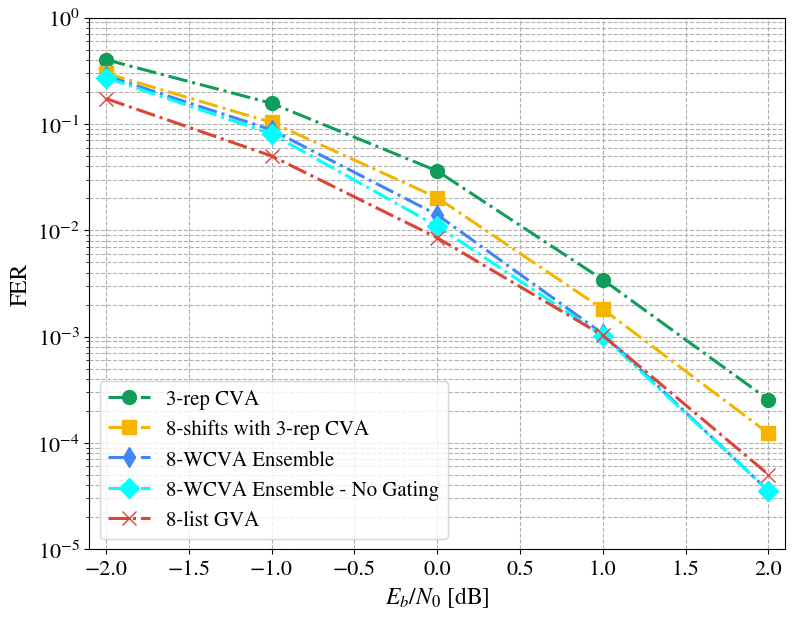 10^0
10^−1
10^−2
10^−3
10^−4
10^−5
FER
3-rep CVA
8-shifts with 3-rep CVA
8-WCVA Ensemble
8-WCVA Ensemble - No Gating
8-list GVA
−2.0 −1.5 −1.0 −0.5 0.0 0.5 1.0 1.5 2.0
E_b/N_0 [dB]